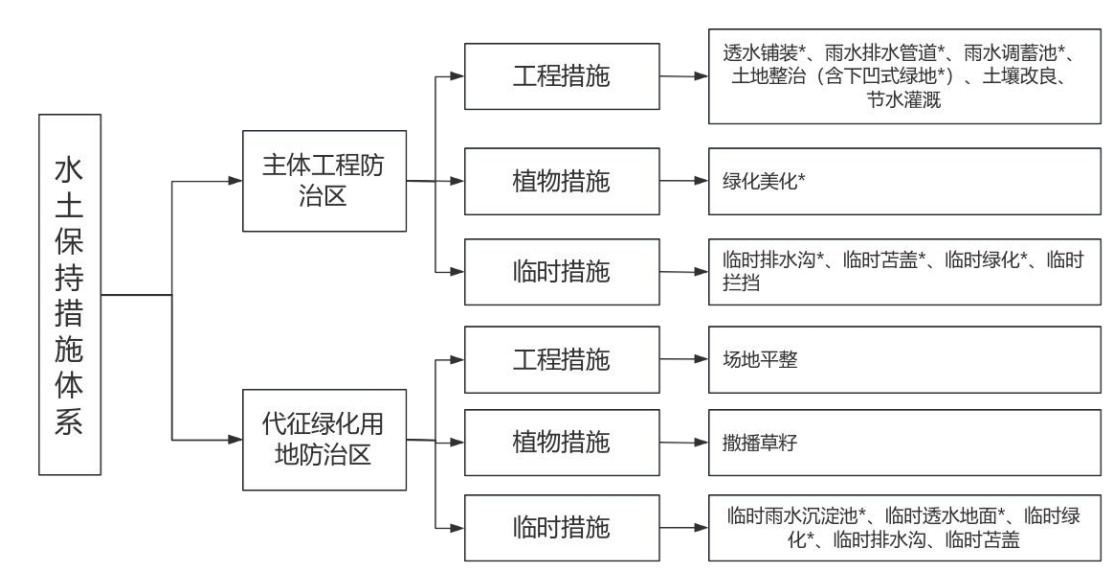 水土保持措施体系
主体工程防
治区
工程措施
透水铺装*、雨水排水管道*、雨水调蓄池*、
土地整治（含下凹式绿地*）、土壤改良、
节水灌溉
植物措施
绿化美化*
临时措施
临时排水沟*、临时苫盖*、临时绿化*、临时
拦挡
代征绿化用
地防治区
工程措施
场地平整
植物措施
撒播草籽
临时措施
临时雨水沉淀池*、临时透水地面*、临时绿
化*、临时排水沟、临时苫盖